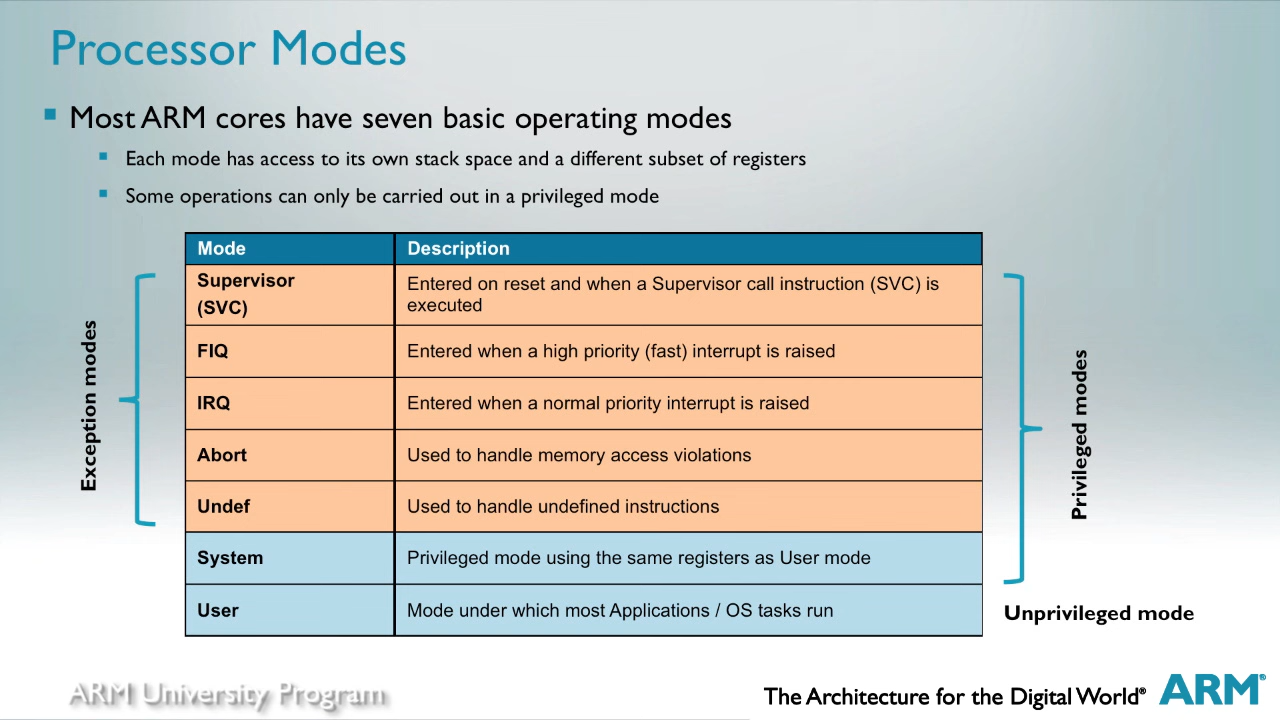 Processor Modes
Most ARM cores have seven basic operating modes
Each mode has access to its own stack space and a different subset of registers
Some operations can only be carried out in a privileged mode
Mode
Description
Supervisor
(SVC)
Entered on reset and when a Supervisor call instruction (SVC) is
executed
FIQ
Entered when a high priority (fast) interrupt is raised
IRQ
Entered when a normal priority interrupt is raised
Abort
Used to handle memory access violations
Undef
Used to handle undefined instructions
System
Privileged mode using the same registers as User mode
User
Mode under which most Applications / OS tasks run
Exception modes
Privileged modes
Unprivileged mode
ARM University Program
The Architecture for the Digital World®
ARM®